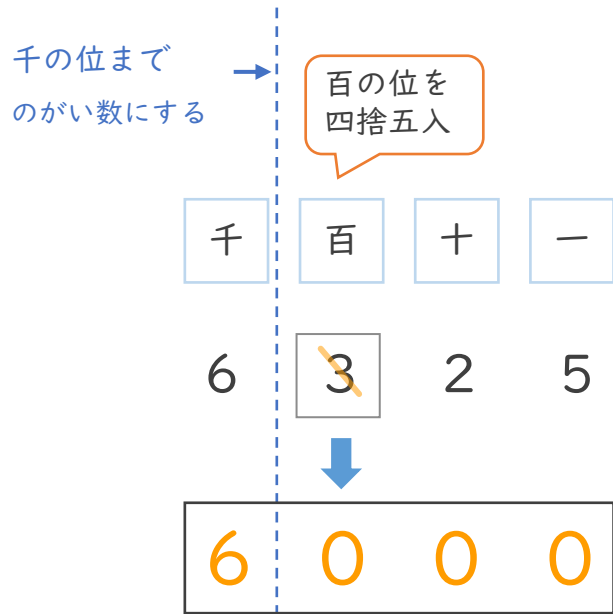 千の位まで
のがい数にする
百の位を
四捨五入
千 百 十 一
6 3 2 5
6 0 0 0